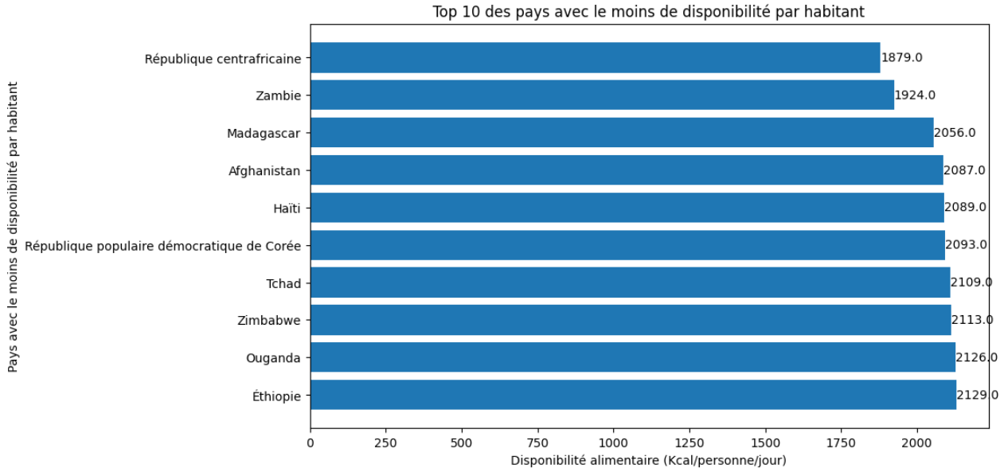 Top 10 des pays avec le moins de disponibilité par habitant
Pays avec le moins de disponibilité par habitant
République centrafricaine 1879.0
Zambie 1924.0
Madagascar 2056.0
Afghanistan 2087.0
Haïti 2089.0
République populaire démocratique de Corée 2093.0
Tchad 2109.0
Zimbabwe 2113.0
Ouganda 2126.0
Éthiopie 2129.0
0 250 500 750 1000 1250 1500 1750 2000
Disponibilité alimentaire (Kcal/personne/jour)